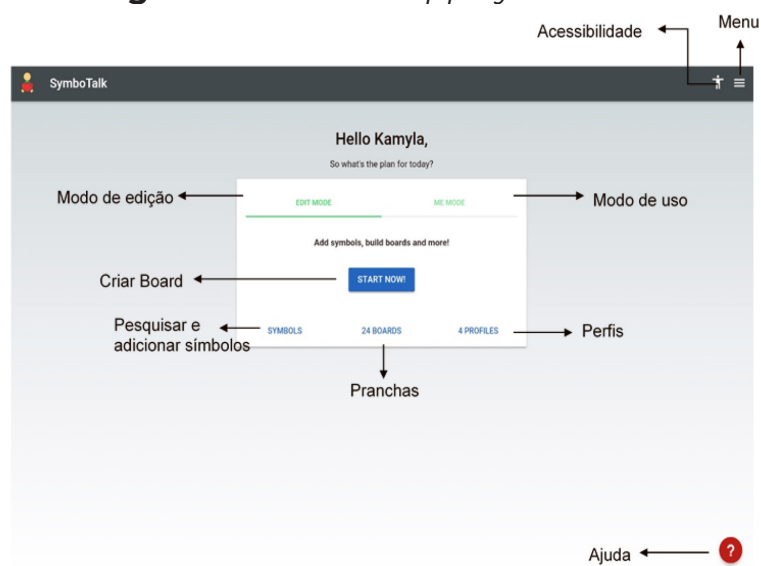 Acessibilidade
Menu
SymboTalk
Hello Kamyla,
So what's the plan for today?
Modo de edição
EDIT MODE
ME MODE
Modo de uso
Add symbols, build boards and more!
Criar Board
START NOW!
Pesquisar e
adicionar símbolos
SYMBOLS
24 BOARDS
4 PROFILES
Perfis
Pranchas
Ajuda
?